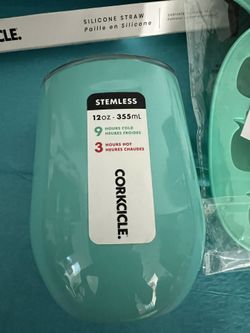 SILICONE STRAW
Paille en Silicone
CLE.
STEMLESS
12oz - 355mL
9 HOURS COLD
HEURES FROIDES
3 HOURS HOT
HEURES CHAUDES
CORKCICLE.